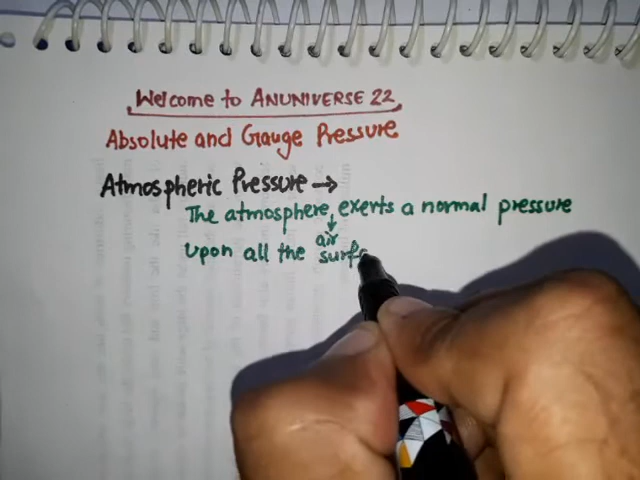 Welcome to ANUNIVERSE 22
Absolute and Gauge Pressure
Atmospheric Pressure →
The atmosphere, exerts a normal pressure
air
upon all the surf